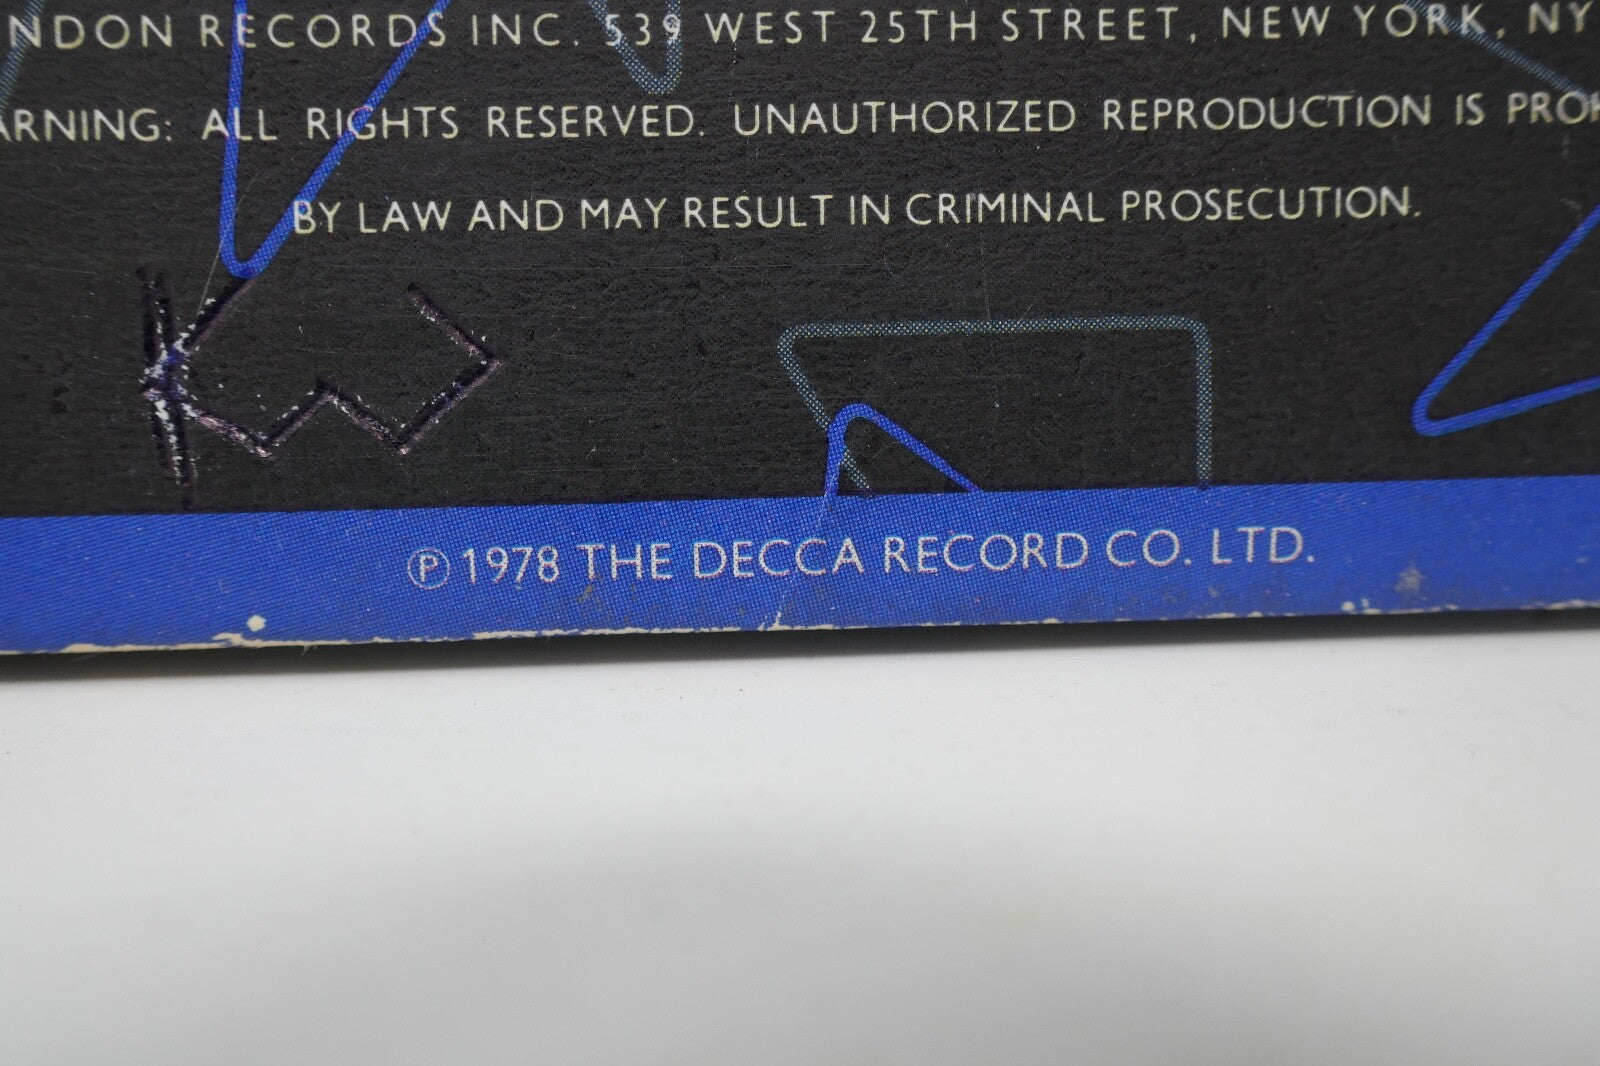 NDON RECORDS INC. 539 WEST 25TH STREET, NEW YORK, NY
ARNING: ALL RIGHTS RESERVED. UNAUTHORIZED REPRODUCTION IS PROH
BY LAW AND MAY RESULT IN CRIMINAL PROSECUTION.
℗ 1978 THE DECCA RECORD CO. LTD.